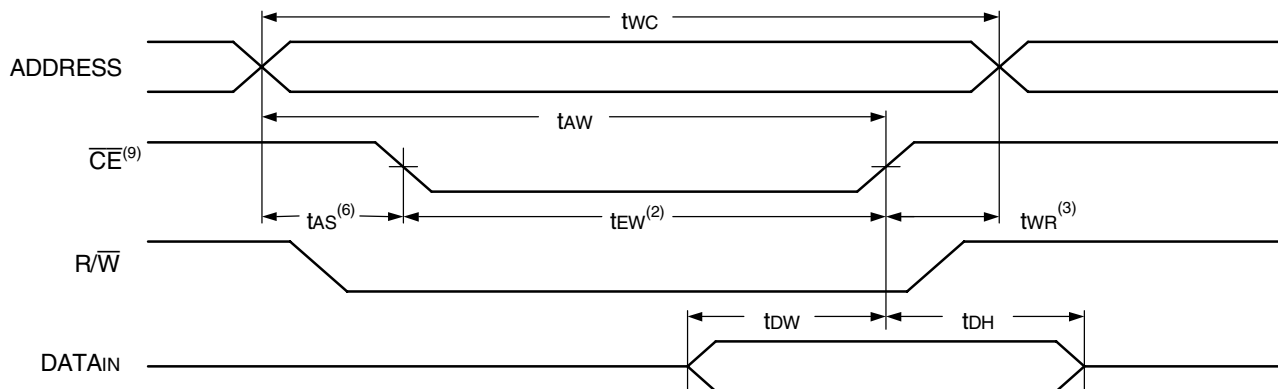 tWC
ADDRESS
tAW
CE(9)
tAS(6) tEW(2) tWR(3)
R/W
tDW tDH
DATAIN